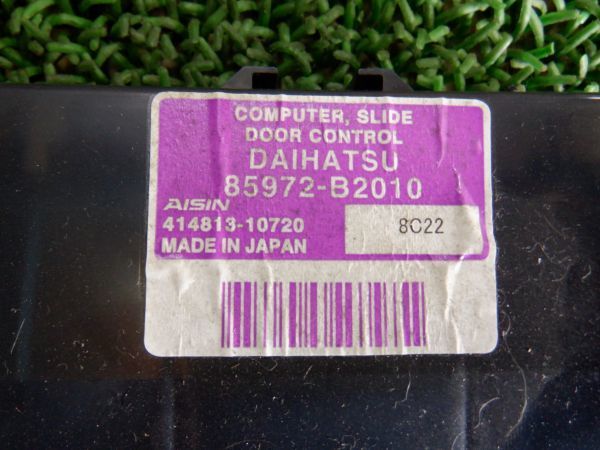 COMPUTER, SLIDE
DOOR CONTROL
DAIHATSU
85972-B2010
AISIN
414813-10720
8C22
MADE IN JAPAN